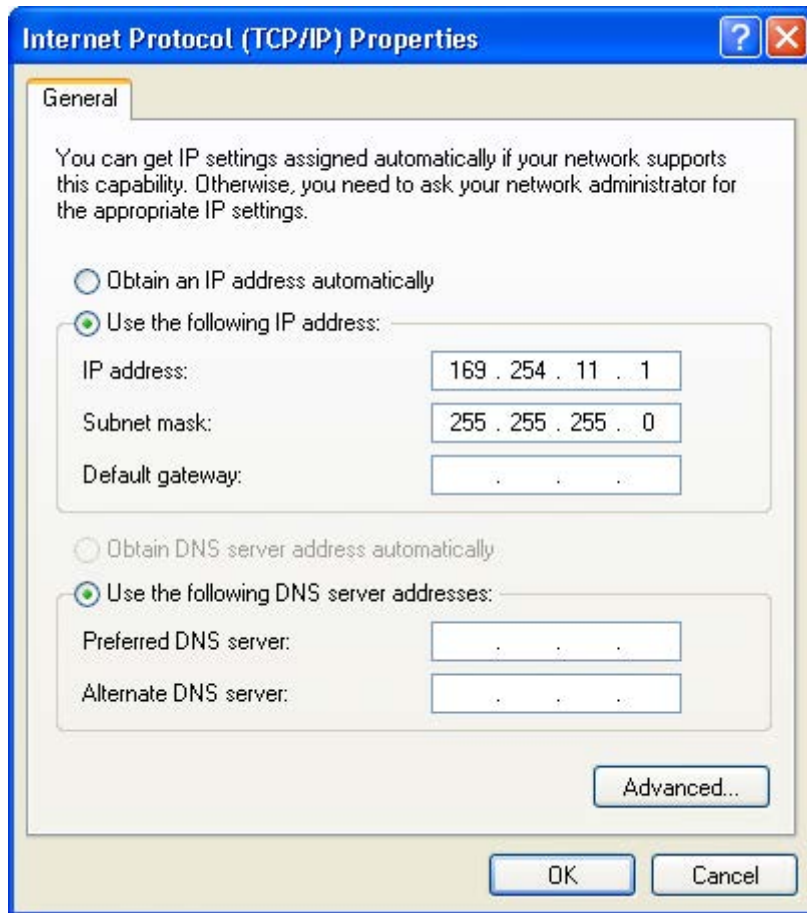 Internet Protocol (TCP/IP) Properties
General
You can get IP settings assigned automatically if your network supports
this capability. Otherwise, you need to ask your network administrator for
the appropriate IP settings.
Obtain an IP address automatically
Use the following IP address:
IP address: 169 . 254 . 11 . 1
Subnet mask: 255 . 255 . 255 . 0
Default gateway: . . .
Obtain DNS server address automatically
Use the following DNS server addresses:
Preferred DNS server: . . .
Alternate DNS server: . . .
Advanced...
OK Cancel